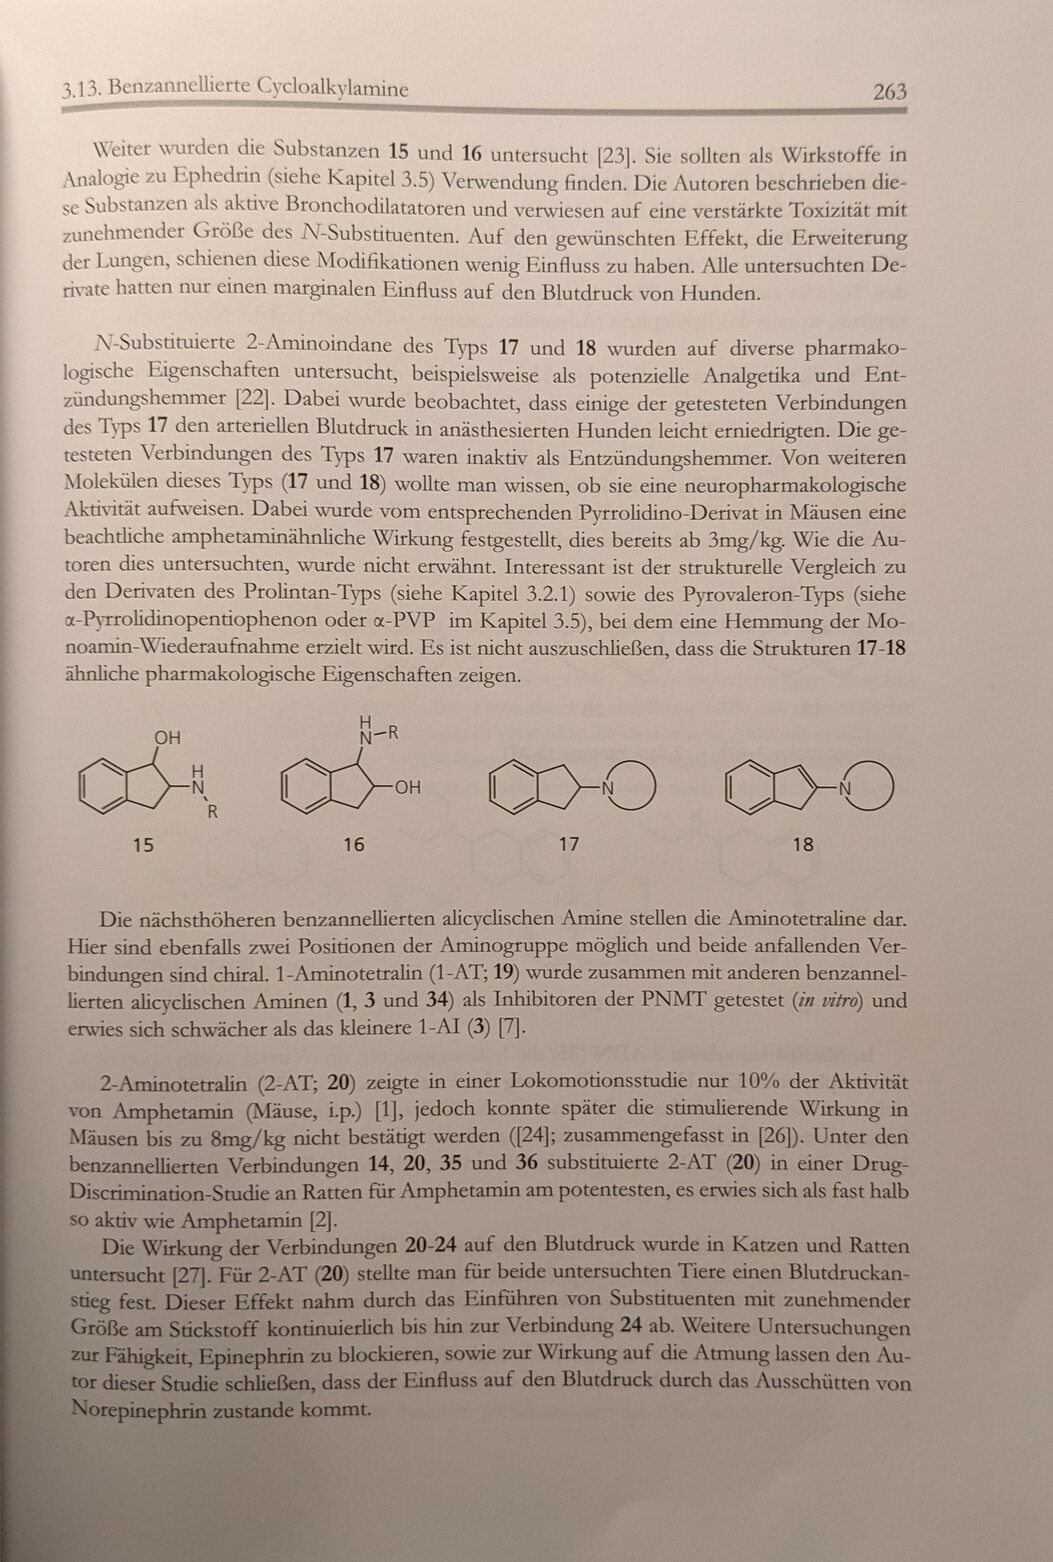 3.13. Benzannellierte Cycloalkylamine 263
Weiter wurden die Substanzen 15 und 16 untersucht [23]. Sie sollten als Wirkstoffe in
Analogie zu Ephedrin (siehe Kapitel 3.5) Verwendung finden. Die Autoren beschrieben die-
se Substanzen als aktive Bronchodilatatoren und verwiesen auf eine verstärkte Toxizität mit
zunehmender Größe des N-Substituenten. Auf den gewünschten Effekt, die Erweiterung
der Lungen, schienen diese Modifikationen wenig Einfluss zu haben. Alle untersuchten De-
rivate hatten nur einen marginalen Einfluss auf den Blutdruck von Hunden.
N-Substituierte 2-Aminoindane des Typs 17 und 18 wurden auf diverse pharmako-
logische Eigenschaften untersucht, beispielsweise als potenzielle Analgetika und Ent-
zündungshemmer [22]. Dabei wurde beobachtet, dass einige der getesteten Verbindungen
des Typs 17 den arteriellen Blutdruck in anästhesierten Hunden leicht erniedrigten. Die ge-
testeten Verbindungen des Typs 17 waren inaktiv als Entzündungshemmer. Von weiteren
Molekülen dieses Typs (17 und 18) wollte man wissen, ob sie eine neuropharmakologische
Aktivität aufweisen. Dabei wurde vom entsprechenden Pyrrolidino-Derivat in Mäusen eine
beachtliche amphetaminähnliche Wirkung festgestellt, dies bereits ab 3mg/kg. Wie die Au-
toren dies untersuchten, wurde nicht erwähnt. Interessant ist der strukturelle Vergleich zu
den Derivaten des Prolintan-Typs (siehe Kapitel 3.2.1) sowie des Pyrovaleron-Typs (siehe
α-Pyrrolidinopentiophenon oder α-PVP im Kapitel 3.5), bei dem eine Hemmung der Mo-
noamin-Wiederaufnahme erzielt wird. Es ist nicht auszuschließen, dass die Strukturen 17-18
ähnliche pharmakologische Eigenschaften zeigen.
OH H N R
H N R OH
N
N
15 16 17 18
Die nächsthöheren benzannellierten alicyclischen Amine stellen die Aminotetraline dar.
Hier sind ebenfalls zwei Positionen der Aminogruppe möglich und beide anfallenden Ver-
bindungen sind chiral. 1-Aminotetralin (1-AT; 19) wurde zusammen mit anderen benzannel-
lierten alicyclischen Aminen (1, 3 und 34) als Inhibitoren der PNMT getestet (in vitro) und
erwies sich schwächer als das kleinere 1-AI (3) [7].
2-Aminotetralin (2-AT; 20) zeigte in einer Lokomotionsstudie nur 10% der Aktivität
von Amphetamin (Mäuse, i.p.) [1], jedoch konnte später die stimulierende Wirkung in
Mäusen bis zu 8mg/kg nicht bestätigt werden ([24]; zusammengefasst in [26]). Unter den
benzannellierten Verbindungen 14, 20, 35 und 36 substituierte 2-AT (20) in einer Drug-
Discrimination-Studie an Ratten für Amphetamin am potentesten, es erwies sich als fast halb
so aktiv wie Amphetamin [2].
Die Wirkung der Verbindungen 20-24 auf den Blutdruck wurde in Katzen und Ratten
untersucht [27]. Für 2-AT (20) stellte man für beide untersuchten Tiere einen Blutdruckan-
stieg fest. Dieser Effekt nahm durch das Einführen von Substituenten mit zunehmender
Größe am Stickstoff kontinuierlich bis hin zur Verbindung 24 ab. Weitere Untersuchungen
zur Fähigkeit, Epinephrin zu blockieren, sowie zur Wirkung auf die Atmung lassen den Au-
tor dieser Studie schließen, dass der Einfluss auf den Blutdruck durch das Ausschütten von
Norepinephrin zustande kommt.